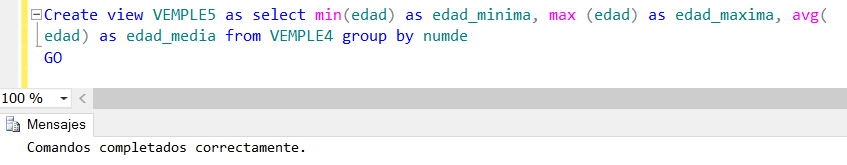 Create view VEMPLE5 as select min(edad) as edad_minima, max (edad) as edad_maxima, avg(
edad) as edad_media from VEMPLE4 group by numde
GO
100 %
Mensajes
Comandos completados correctamente.